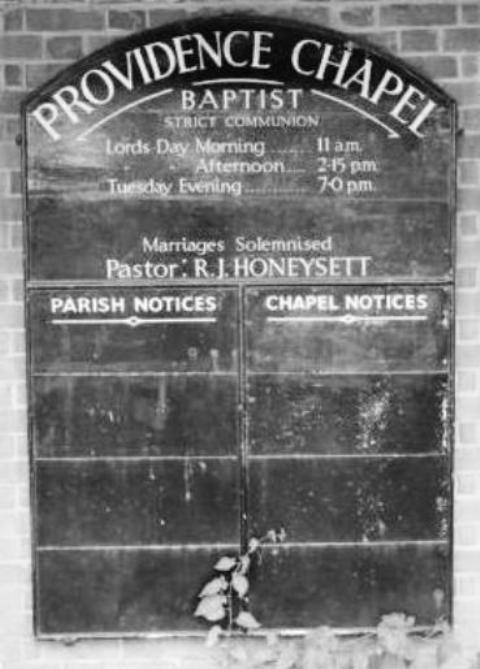 PROVIDENCE CHAPEL
BAPTIST
STRICT COMMUNION
Lords Day Morning ...... 11 a.m.
" " Afternoon .... 2·15 p.m.
Tuesday Evening ............ 7·0 p.m.
Marriages Solemnised
Pastor: R.J. HONEYSETT
PARISH NOTICES
CHAPEL NOTICES